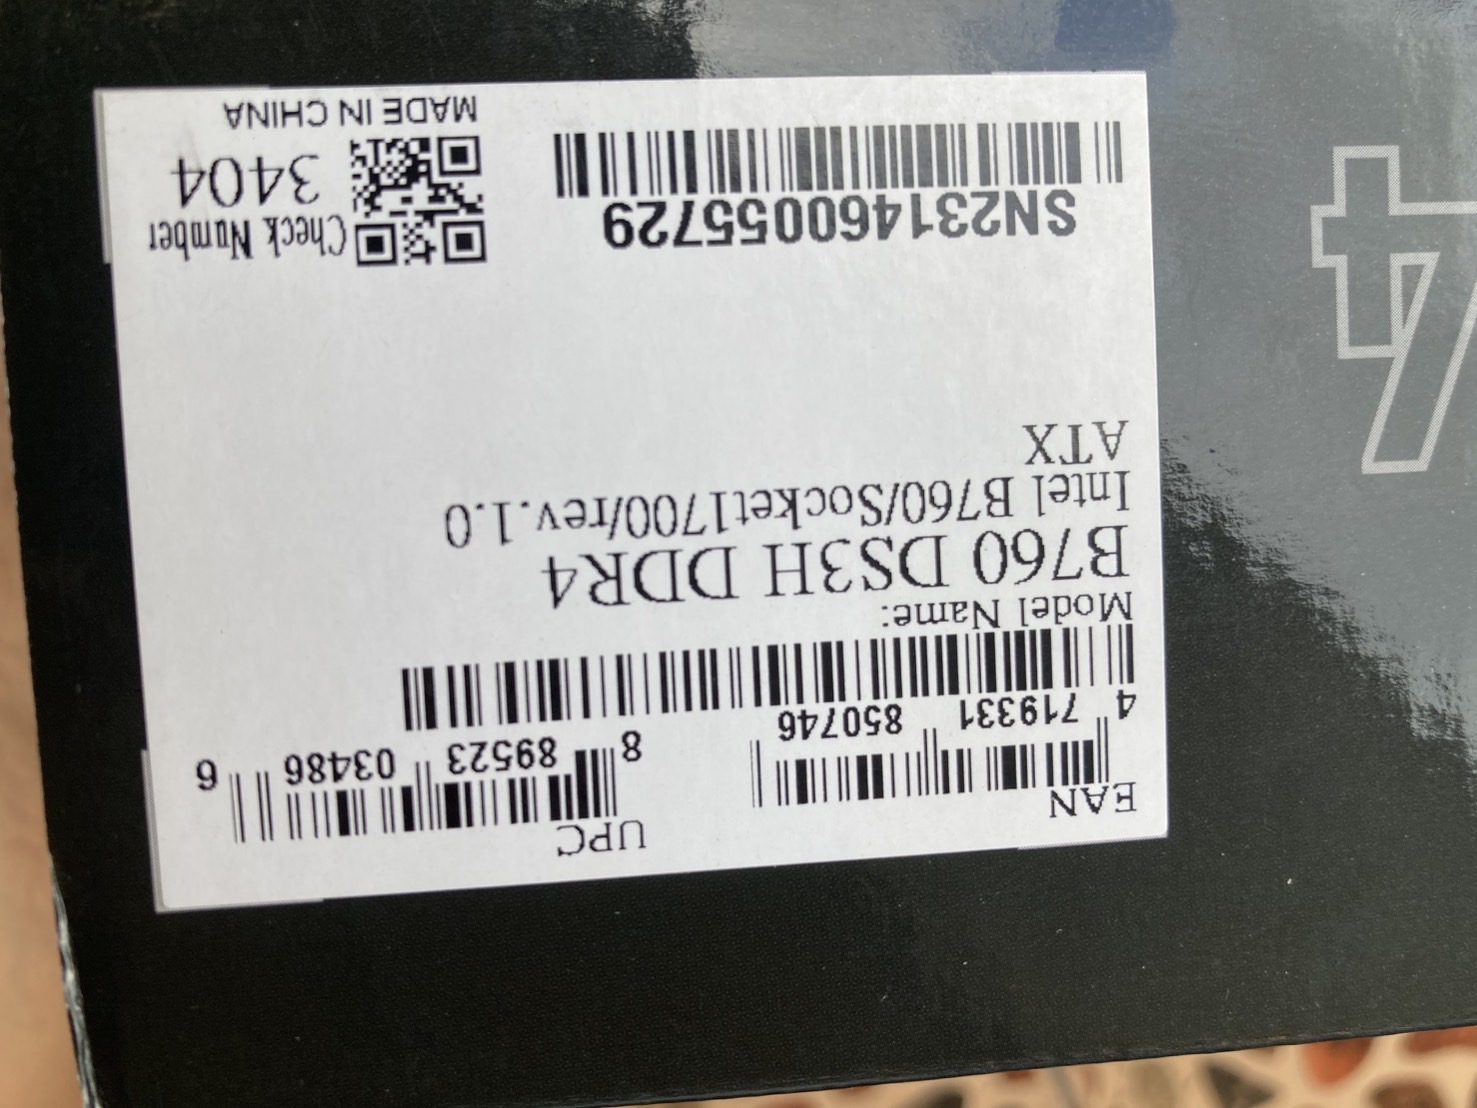 EAN
4 719331 850746
UPC
8 89523 03486 6
Model Name:
B760 DS3H DDR4
Intel B760/Socket1700/rev.1.0
ATX
SN231460055729
Check Number
3404
MADE IN CHINA